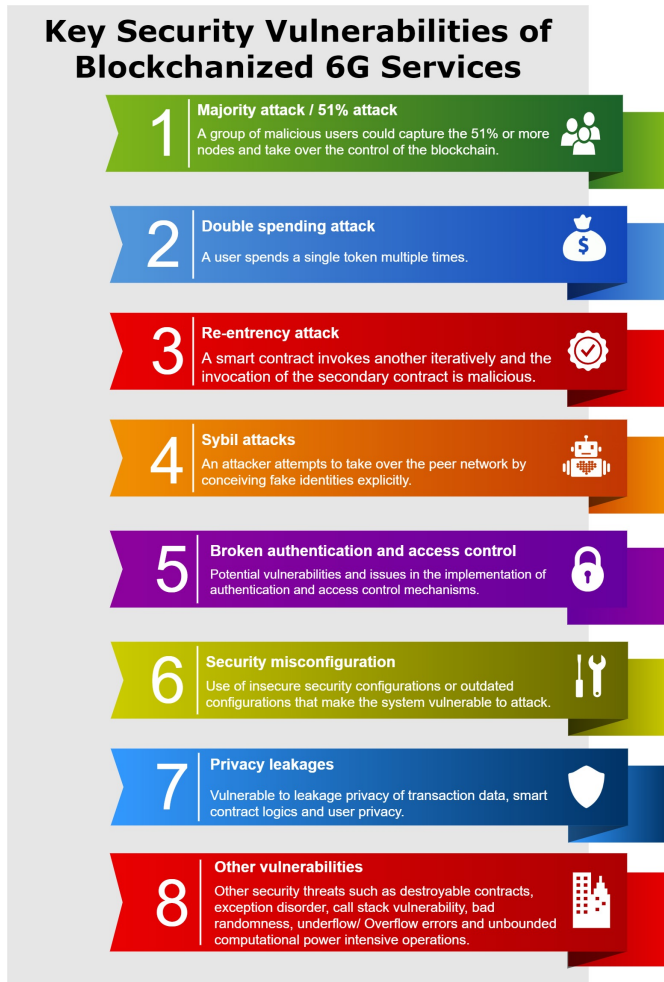 Key Security Vulnerabilities of
Blockchanized 6G Services
1
Majority attack / 51% attack
A group of malicious users could capture the 51% or more
nodes and take over the control of the blockchain.
2
Double spending attack
A user spends a single token multiple times.
$
3
Re-entrency attack
A smart contract invokes another iteratively and the
invocation of the secondary contract is malicious.
4
Sybil attacks
An attacker attempts to take over the peer network by
conceiving fake identities explicitly.
5
Broken authentication and access control
Potential vulnerabilities and issues in the implementation of
authentication and access control mechanisms.
6
Security misconfiguration
Use of insecure security configurations or outdated
configurations that make the system vulnerable to attack.
7
Privacy leakages
Vulnerable to leakage privacy of transaction data, smart
contract logics and user privacy.
8
Other vulnerabilities
Other security threats such as destroyable contracts,
exception disorder, call stack vulnerability, bad
randomness, underflow/ Overflow errors and unbounded
computational power intensive operations.